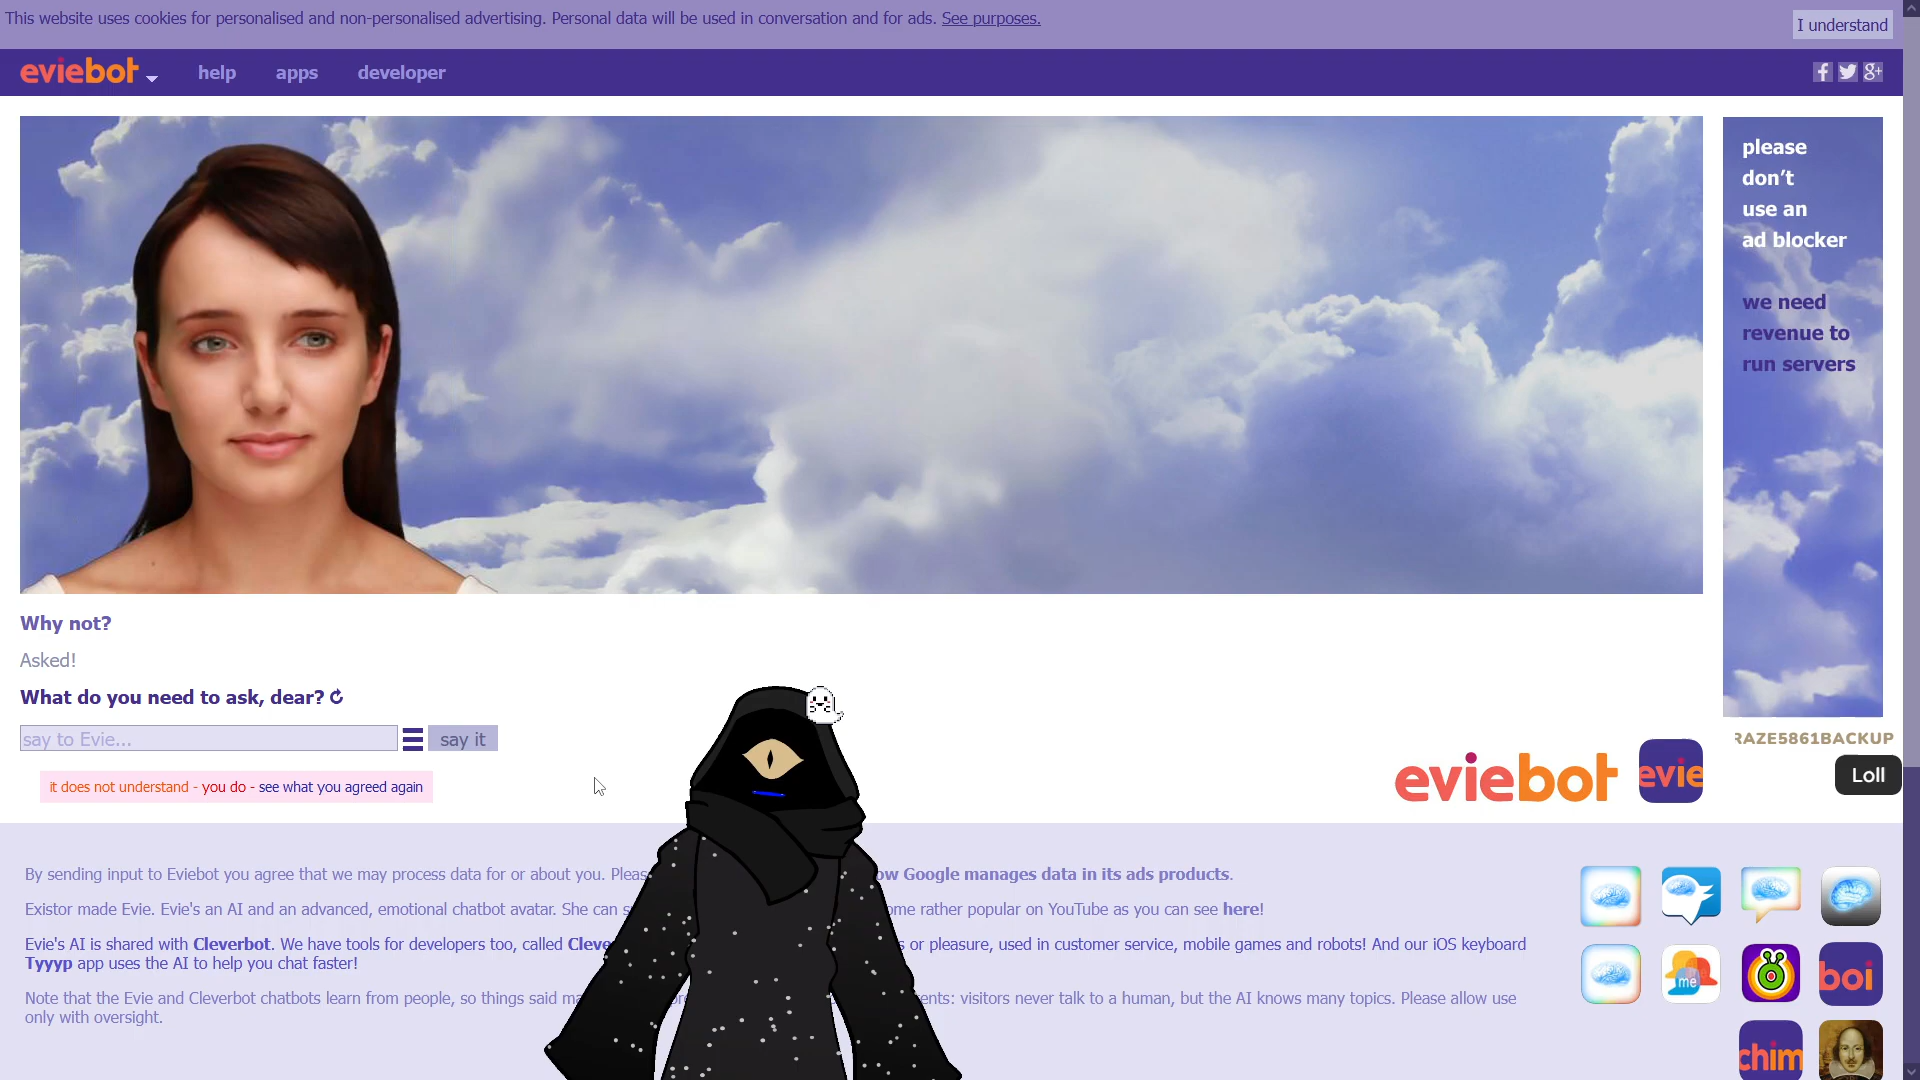 This website uses cookies for personalised and non-personalised advertising. Personal data will be used in conversation and for ads. See purposes.
I understand
eviebot
help
apps
developer
please
don't
use an
ad blocker
we need
revenue to
run servers
Why not?
Asked!
What do you need to ask, dear?
say to Evie...
say it
it does not understand - you do - see what you agreed again
eviebot
evie
RAZE5861BACKUP
Loll
By sending input to Eviebot you agree that we may process data for or about you. Pleas ow Google manages data in its ads products.
Existor made Evie. Evie's an AI and an advanced, emotional chatbot avatar. She can s ome rather popular on YouTube as you can see here!
Evie's AI is shared with Cleverbot. We have tools for developers too, called Cleve s or pleasure, used in customer service, mobile games and robots! And our iOS keyboard
Tyyyp app uses the AI to help you chat faster!
Note that the Evie and Cleverbot chatbots learn from people, so things said ma ents: visitors never talk to a human, but the AI knows many topics. Please allow use
only with oversight.
me
boi
chim